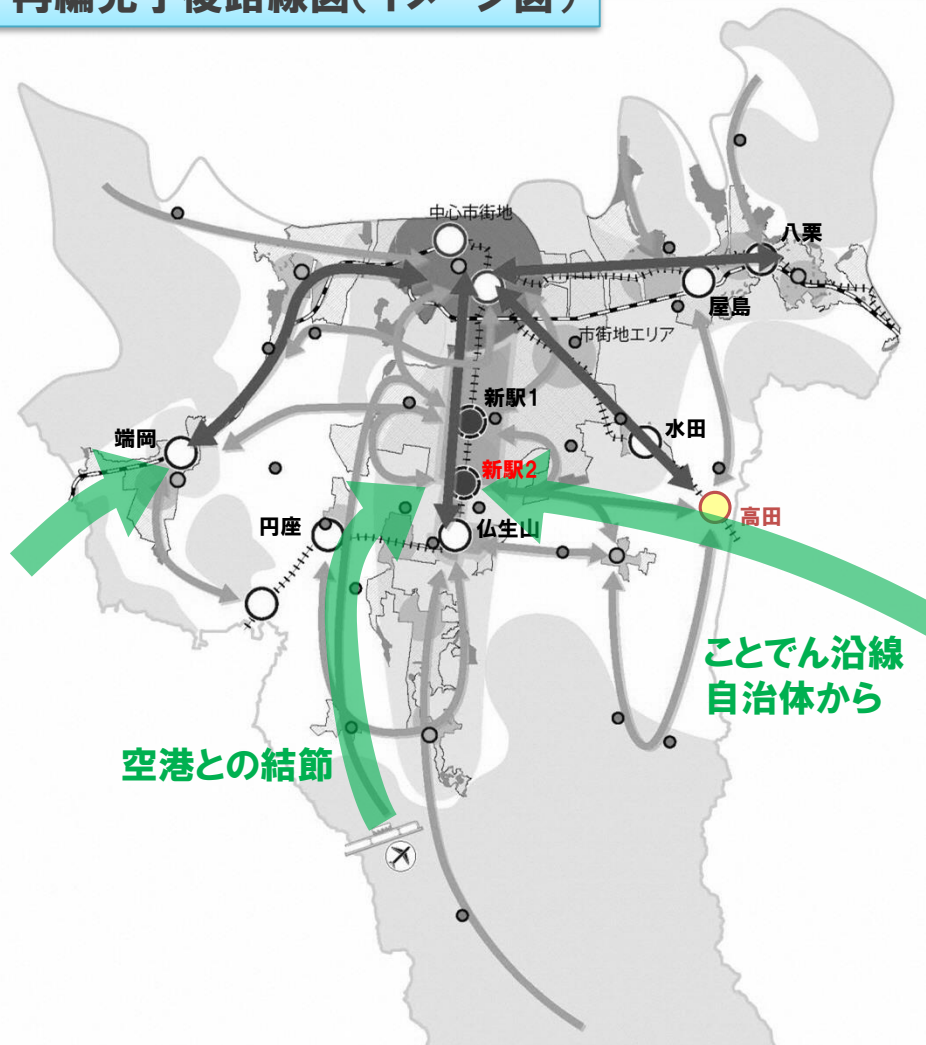 再編完了後路線図(イメージ図)
中心市街地
八栗
屋島
市街地エリア
新駅1
水田
端岡
新駅2
高田
円座
仏生山
ことでん沿線
自治体から
空港との結節